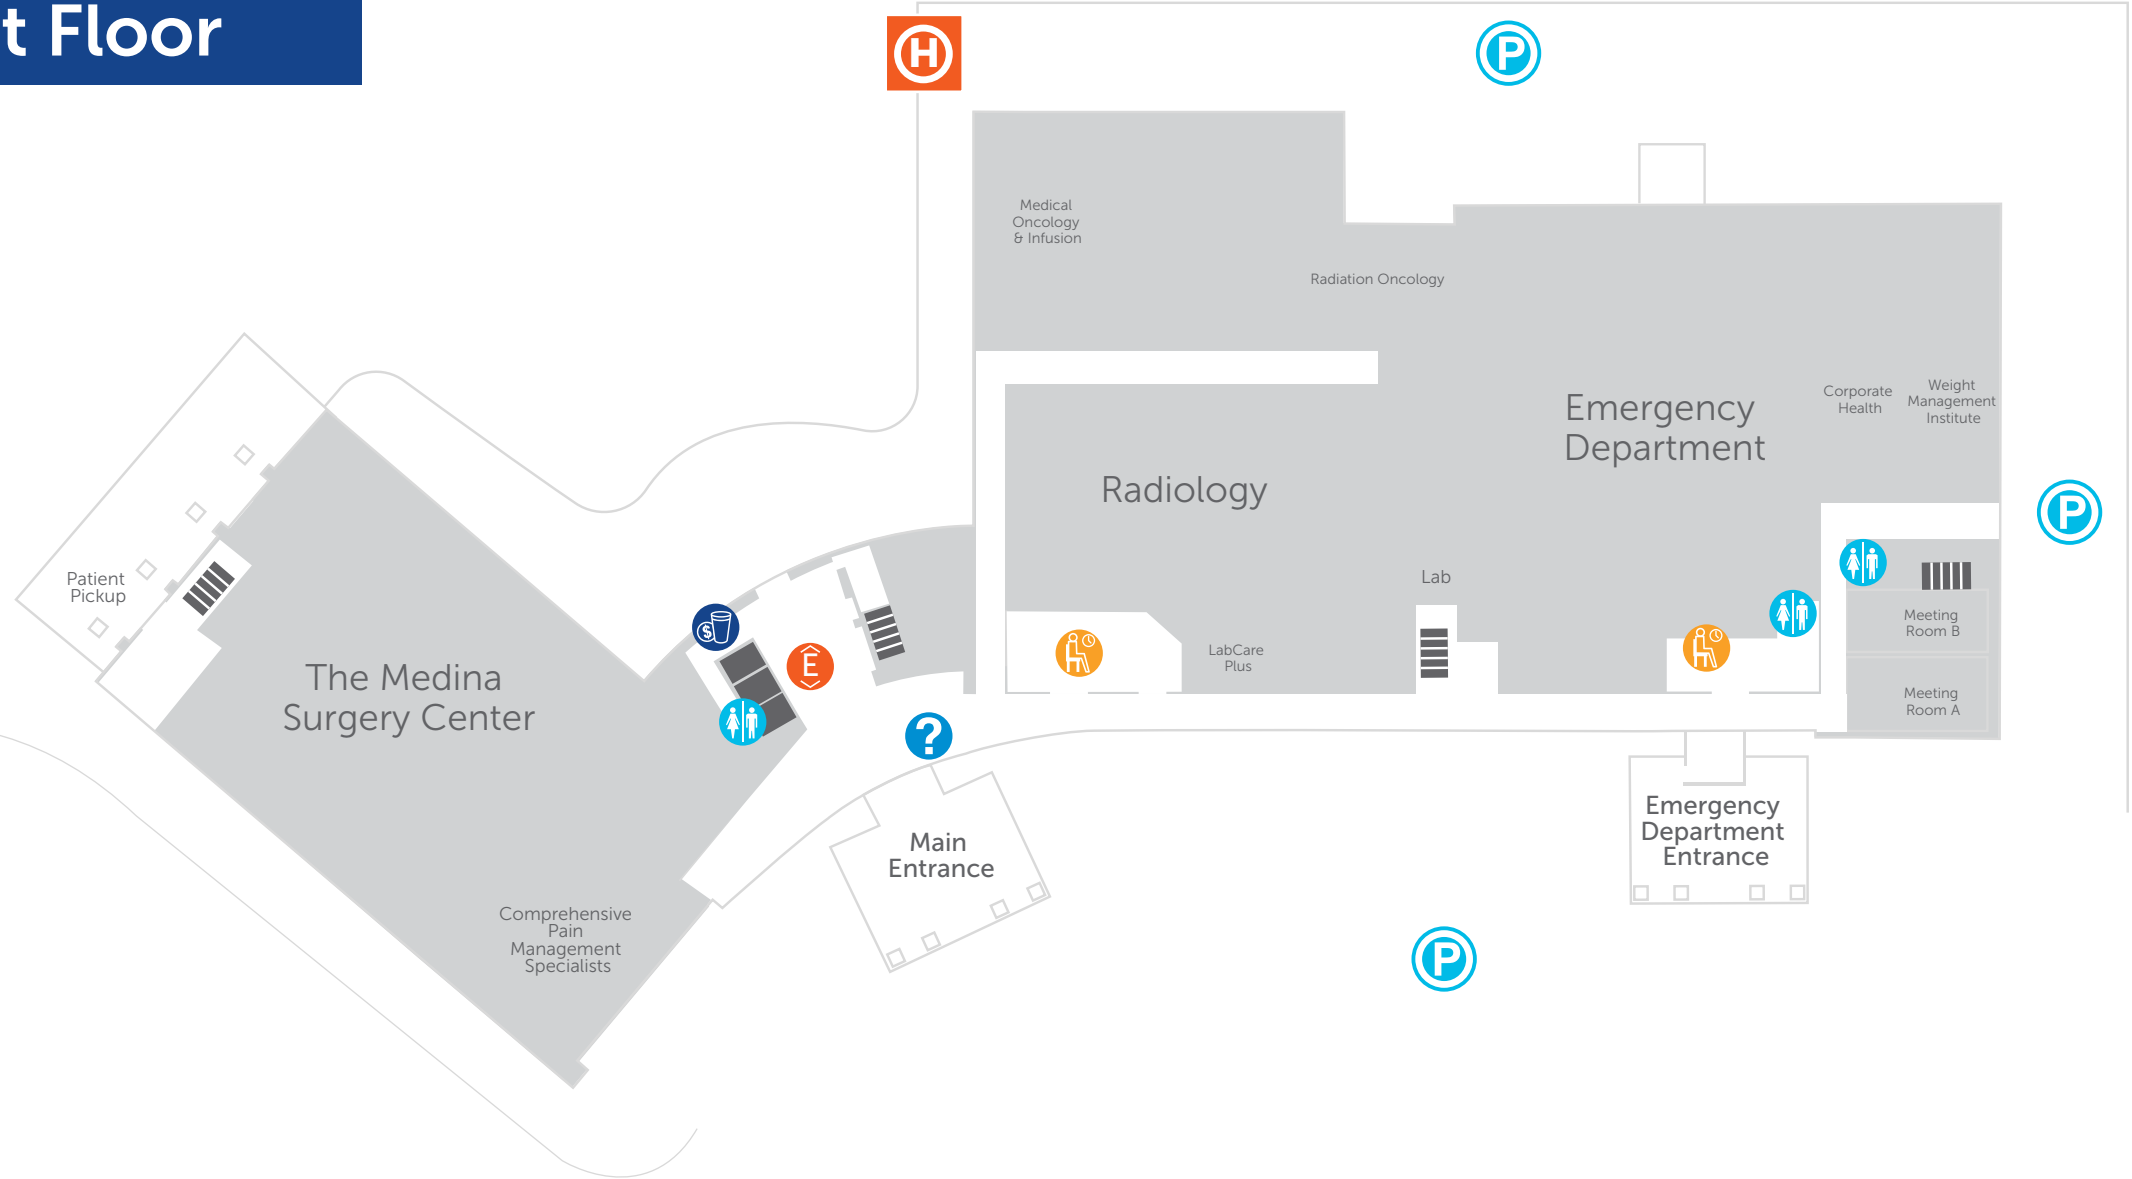 t Floor
H
P
Medical
Oncology
& Infusion
Radiation Oncology
Emergency
Department
Corporate
Health
Weight
Management
Institute
Radiology
P
Patient
Pickup
Lab
Meeting
Room B
LabCare
Plus
$
E
The Medina
Surgery Center
Meeting
Room A
?
Main
Entrance
Emergency
Department
Entrance
Comprehensive
Pain
Management
Specialists
P